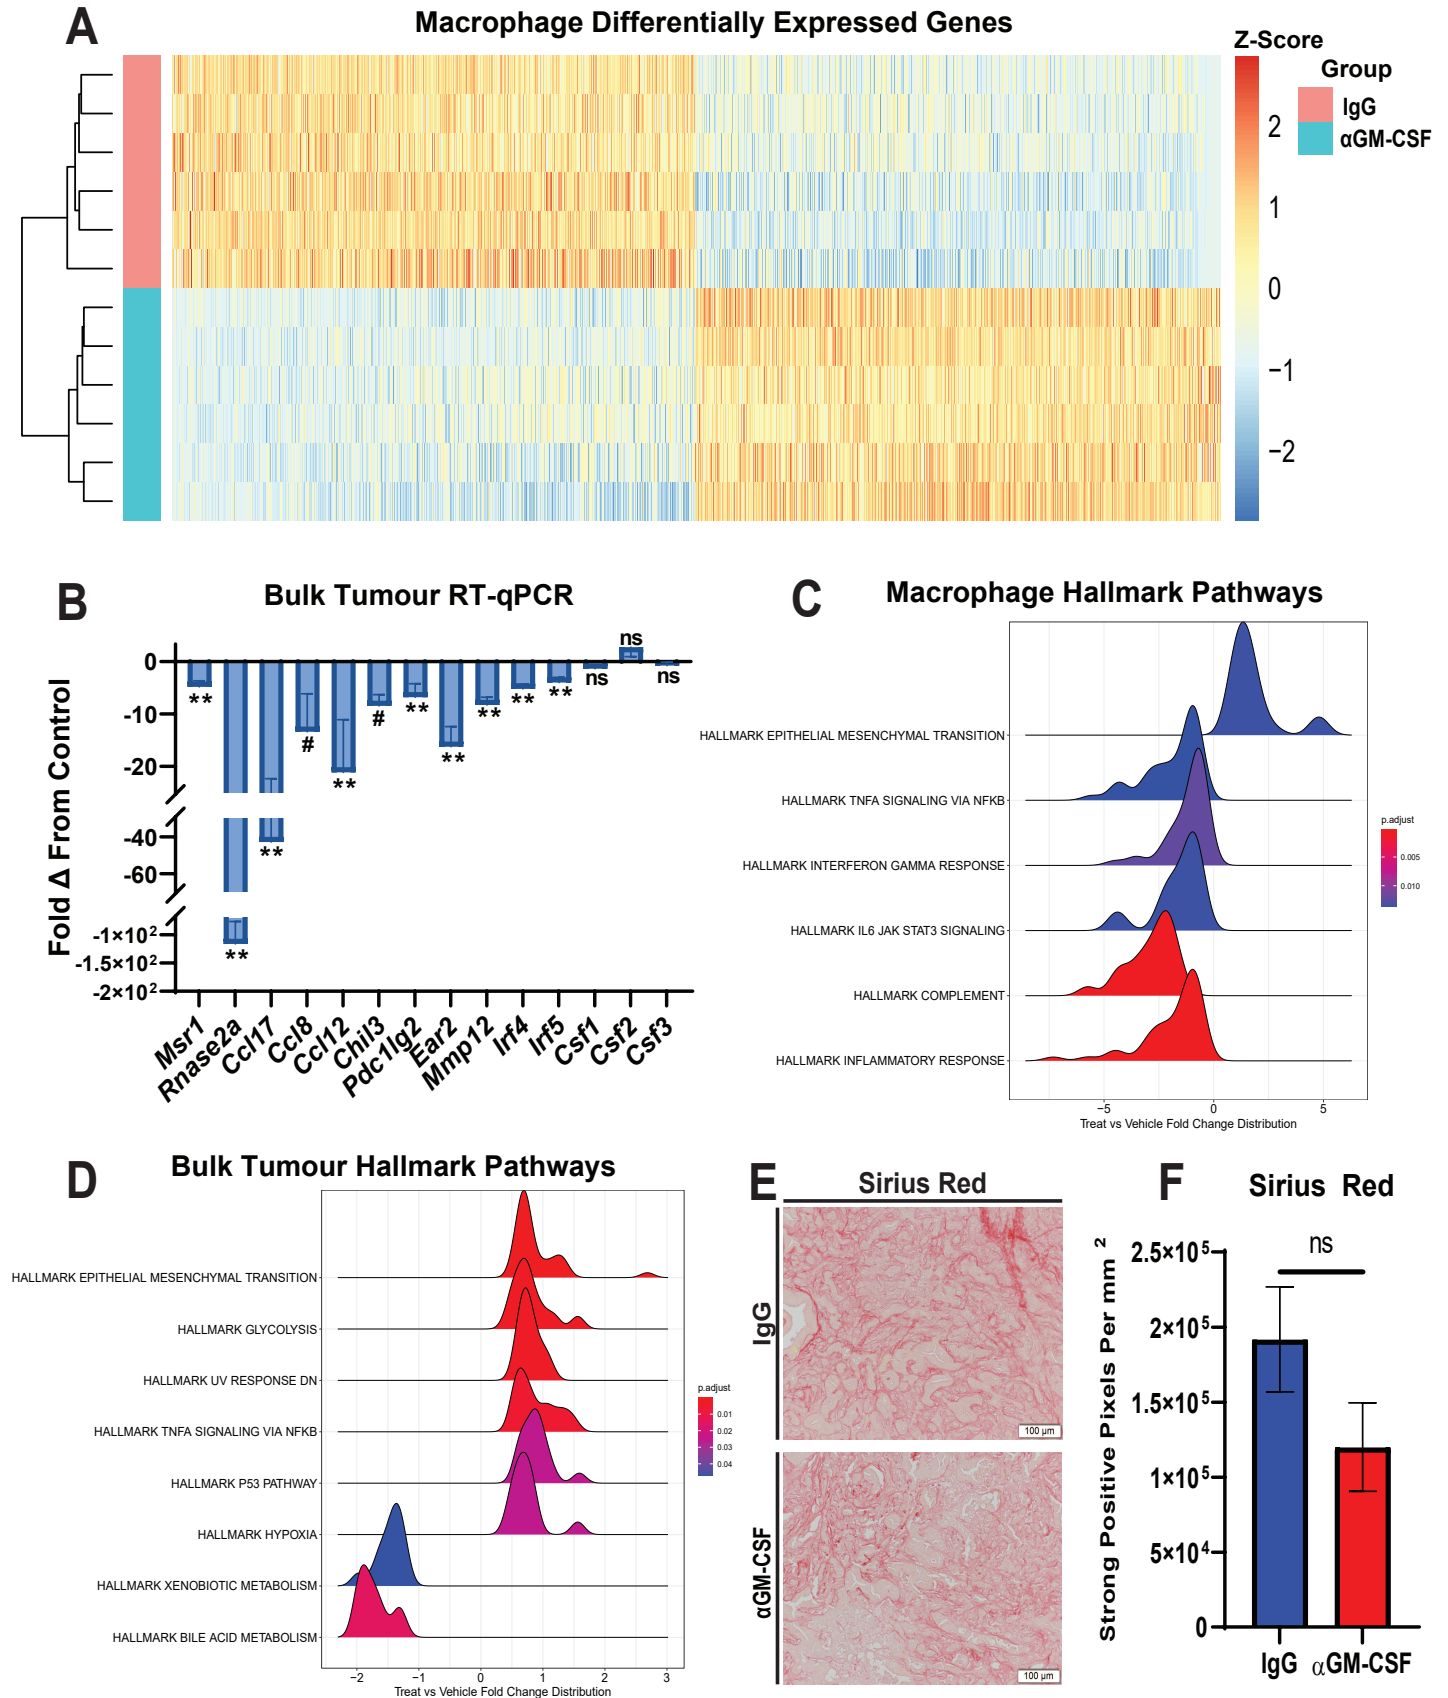 A
Macrophage Differentially Expressed Genes
Z-Score
2
1
0
−1
−2
Group
IgG
αGM-CSF
B
Bulk Tumour RT-qPCR
Fold Δ From Control
0
-10
-20
-40
-60
-1×10²
-1.5×10²
-2×10²
**
**
**
#
**
#
**
**
**
**
**
ns
ns
ns
Msr1
Rnase2a
Ccl17
Ccl8
Ccl12
Chil3
Pdc1lg2
Ear2
Mmp12
Irf4
Irf5
Csf1
Csf2
Csf3
C
Macrophage Hallmark Pathways
HALLMARK EPITHELIAL MESENCHYMAL TRANSITION
HALLMARK TNFA SIGNALING VIA NFKB
HALLMARK INTERFERON GAMMA RESPONSE
HALLMARK IL6 JAK STAT3 SIGNALING
HALLMARK COMPLEMENT
HALLMARK INFLAMMATORY RESPONSE
−5
0
5
Treat vs Vehicle Fold Change Distribution
p.adjust
0.005
0.010
D
Bulk Tumour Hallmark Pathways
HALLMARK EPITHELIAL MESENCHYMAL TRANSITION
HALLMARK GLYCOLYSIS
HALLMARK UV RESPONSE DN
HALLMARK TNFA SIGNALING VIA NFKB
HALLMARK P53 PATHWAY
HALLMARK HYPOXIA
HALLMARK XENOBIOTIC METABOLISM
HALLMARK BILE ACID METABOLISM
−2
−1
0
1
2
3
Treat vs Vehicle Fold Change Distribution
p.adjust
0.01
0.02
0.03
0.04
E
Sirius Red
IgG
100 μm
αGM-CSF
100 μm
F
Sirius Red
Strong Positive Pixels Per mm²
2.5×10⁵
2×10⁵
1.5×10⁵
1×10⁵
5×10⁴
0
ns
IgG
αGM-CSF